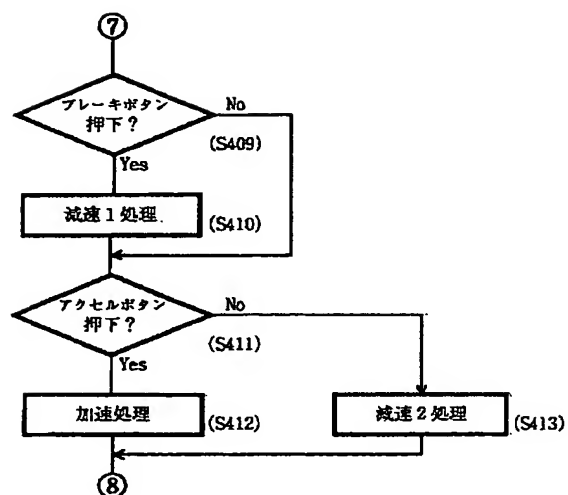 ⑦
ブレーキボタン
押下？
No
(S409)
Yes
減速１処理
(S410)
アクセルボタン
押下？
No
(S411)
Yes
加速処理
(S412)
減速２処理
(S413)
⑧